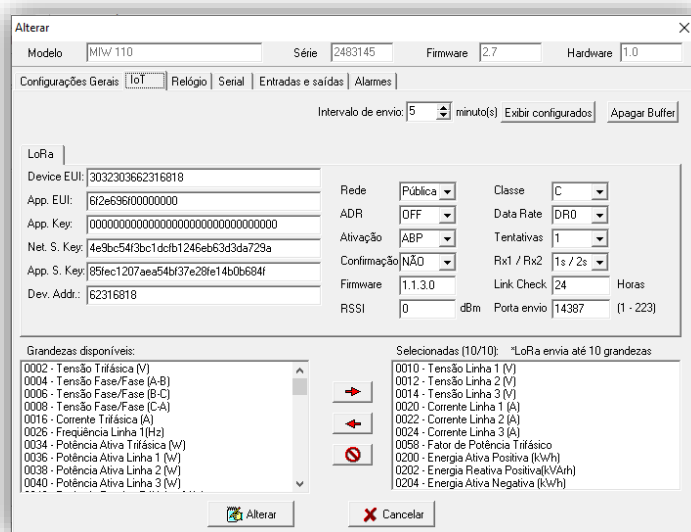 Alterar
Modelo MIW 110 Série 2483145 Firmware 2.7 Hardware 1.0
Configurações Gerais IoT Relógio Serial Entradas e saídas Alarmes
Intervalo de envio: 5 minuto(s) Exibir configurados Apagar Buffer
LoRa
Device EUI: 3032303662316818
App. EUI: 6f2e696f00000000
App. Key: 00000000000000000000000000000000
Net. S. Key: 4e9bc54f3bc1dcfb1246eb63d3da729a
App. S. Key: 85fec1207aea54bf37e28fe14b0b684f
Dev. Addr.: 62316818
Rede Pública Classe C
ADR OFF Data Rate DR0
Ativação ABP Tentativas 1
Confirmação NÃO Rx1 / Rx2 1s / 2s
Firmware 1.1.3.0 Link Check 24 Horas
RSSI 0 dBm Porta envio 14387 (1 - 223)
Grandezas disponíveis:
0002 - Tensão Trifásica (V)
0004 - Tensão Fase/Fase (A-B)
0006 - Tensão Fase/Fase (B-C)
0008 - Tensão Fase/Fase (C-A)
0016 - Corrente Trifásica (A)
0026 - Freqüência Linha 1(Hz)
0034 - Potência Ativa Trifásica (W)
0036 - Potência Ativa Linha 1 (W)
0038 - Potência Ativa Linha 2 (W)
0040 - Potência Ativa Linha 3 (W)
Selecionadas (10/10): *LoRa envia até 10 grandezas
0010 - Tensão Linha 1 (V)
0012 - Tensão Linha 2 (V)
0014 - Tensão Linha 3 (V)
0020 - Corrente Linha 1 (A)
0022 - Corrente Linha 2 (A)
0024 - Corrente Linha 3 (A)
0058 - Fator de Potência Trifásico
0200 - Energia Ativa Positiva (kWh)
0202 - Energia Reativa Positiva(kVArh)
0204 - Energia Ativa Negativa (kWh)
Alterar Cancelar